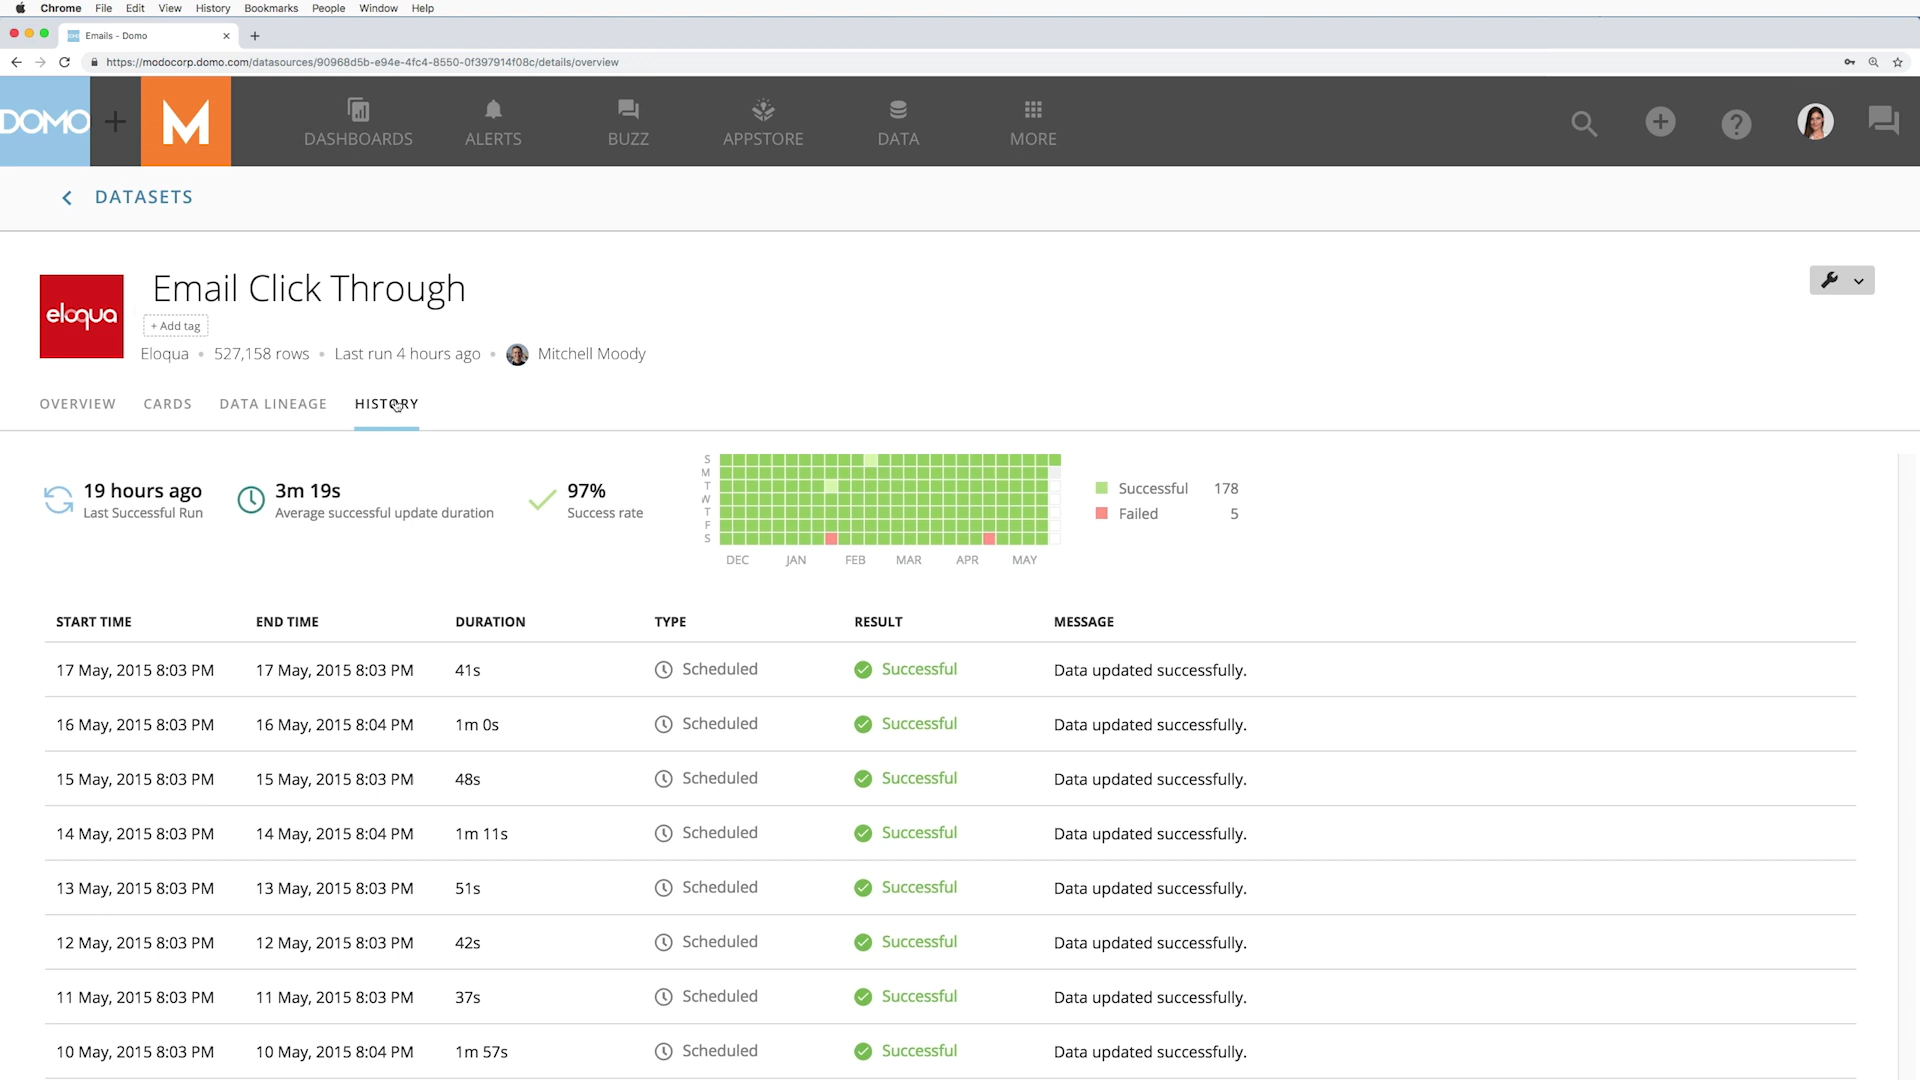 Chrome File Edit View History Bookmarks People Window Help
Emails - Domo
https://modocorp.domo.com/datasources/90968d5b-e94e-4fc4-8550-0f397914f08c/details/overview
DOMO
M
DASHBOARDS ALERTS BUZZ APPSTORE DATA MORE
DATASETS
eloqua
Email Click Through
+ Add tag
Eloqua • 527,158 rows • Last run 4 hours ago • Mitchell Moody
OVERVIEW CARDS DATA LINEAGE HISTORY
19 hours ago
Last Successful Run
3m 19s
Average successful update duration
97%
Success rate
S
M
T
W
T
F
S
DEC JAN FEB MAR APR MAY
Successful 178
Failed 5
START TIME END TIME DURATION TYPE RESULT MESSAGE
17 May, 2015 8:03 PM 17 May, 2015 8:03 PM 41s Scheduled Successful Data updated successfully.
16 May, 2015 8:03 PM 16 May, 2015 8:04 PM 1m 0s Scheduled Successful Data updated successfully.
15 May, 2015 8:03 PM 15 May, 2015 8:03 PM 48s Scheduled Successful Data updated successfully.
14 May, 2015 8:03 PM 14 May, 2015 8:04 PM 1m 11s Scheduled Successful Data updated successfully.
13 May, 2015 8:03 PM 13 May, 2015 8:03 PM 51s Scheduled Successful Data updated successfully.
12 May, 2015 8:03 PM 12 May, 2015 8:03 PM 42s Scheduled Successful Data updated successfully.
11 May, 2015 8:03 PM 11 May, 2015 8:03 PM 37s Scheduled Successful Data updated successfully.
10 May, 2015 8:03 PM 10 May, 2015 8:04 PM 1m 57s Scheduled Successful Data updated successfully.